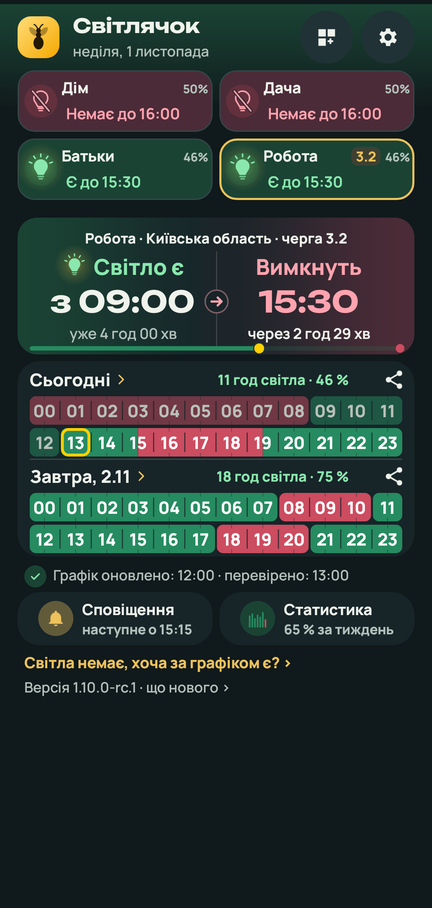 Світлячок
неділя, 1 листопада
Дім 50%
Немає до 16:00
Дача 50%
Немає до 16:00
Батьки 46%
Є до 15:30
Робота 3.2 46%
Є до 15:30
Робота · Київська область · черга 3.2
Світло є
з 09:00
уже 4 год 00 хв
Вимкнуть
15:30
через 2 год 29 хв
Сьогодні > 11 год світла · 46 %
00 01 02 03 04 05 06 07 08 09 10 11
12 13 14 15 16 17 18 19 20 21 22 23
Завтра, 2.11 > 18 год світла · 75 %
00 01 02 03 04 05 06 07 08 09 10 11
12 13 14 15 16 17 18 19 20 21 22 23
Графік оновлено: 12:00 · перевірено: 13:00
Сповіщення
наступне о 15:15
Статистика
65 % за тиждень
Світла немає, хоча за графіком є? >
Версія 1.10.0-rc.1 · що нового >